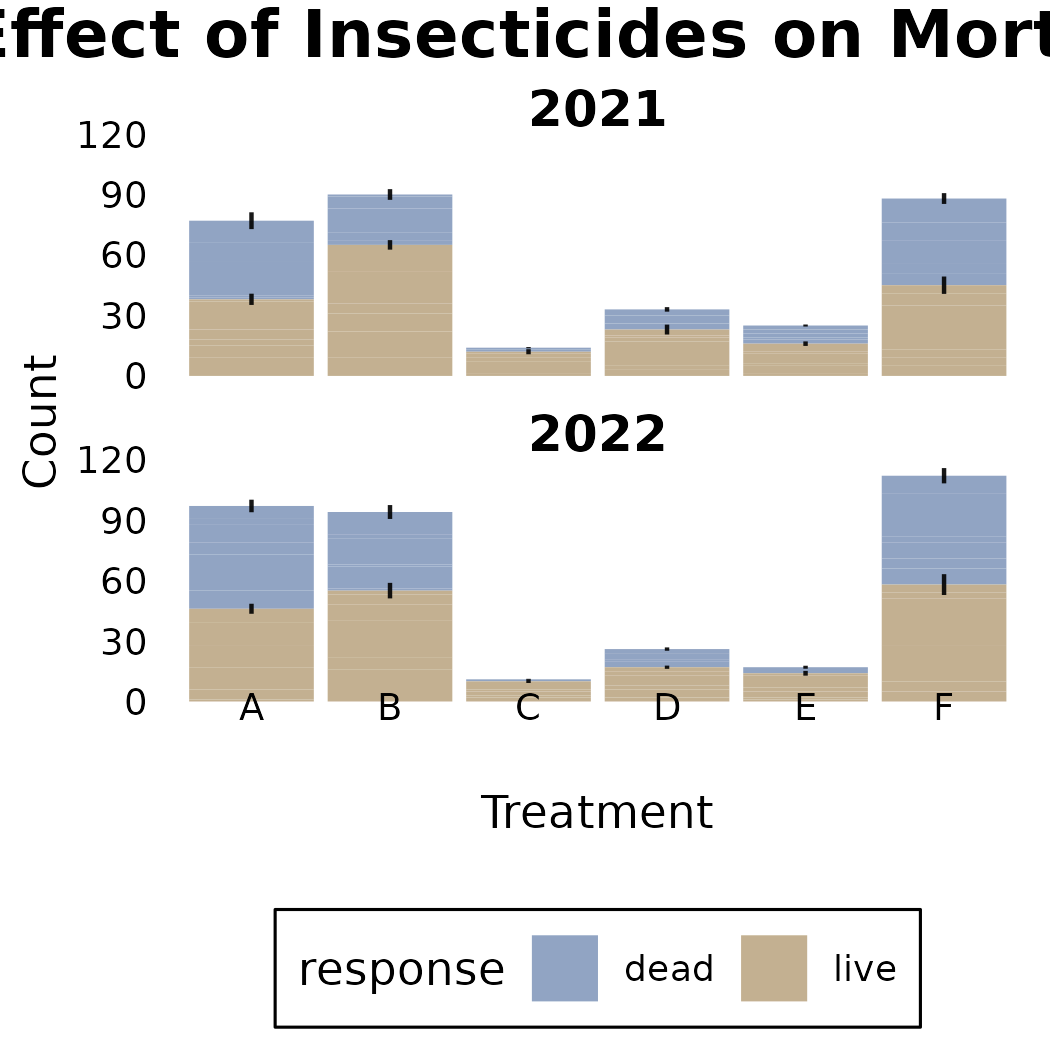 Effect of Insecticides on Mort
2021
120
90
60
30
0
Count
2022
120
90
60
30
0
A B C D E F
Treatment
response dead live